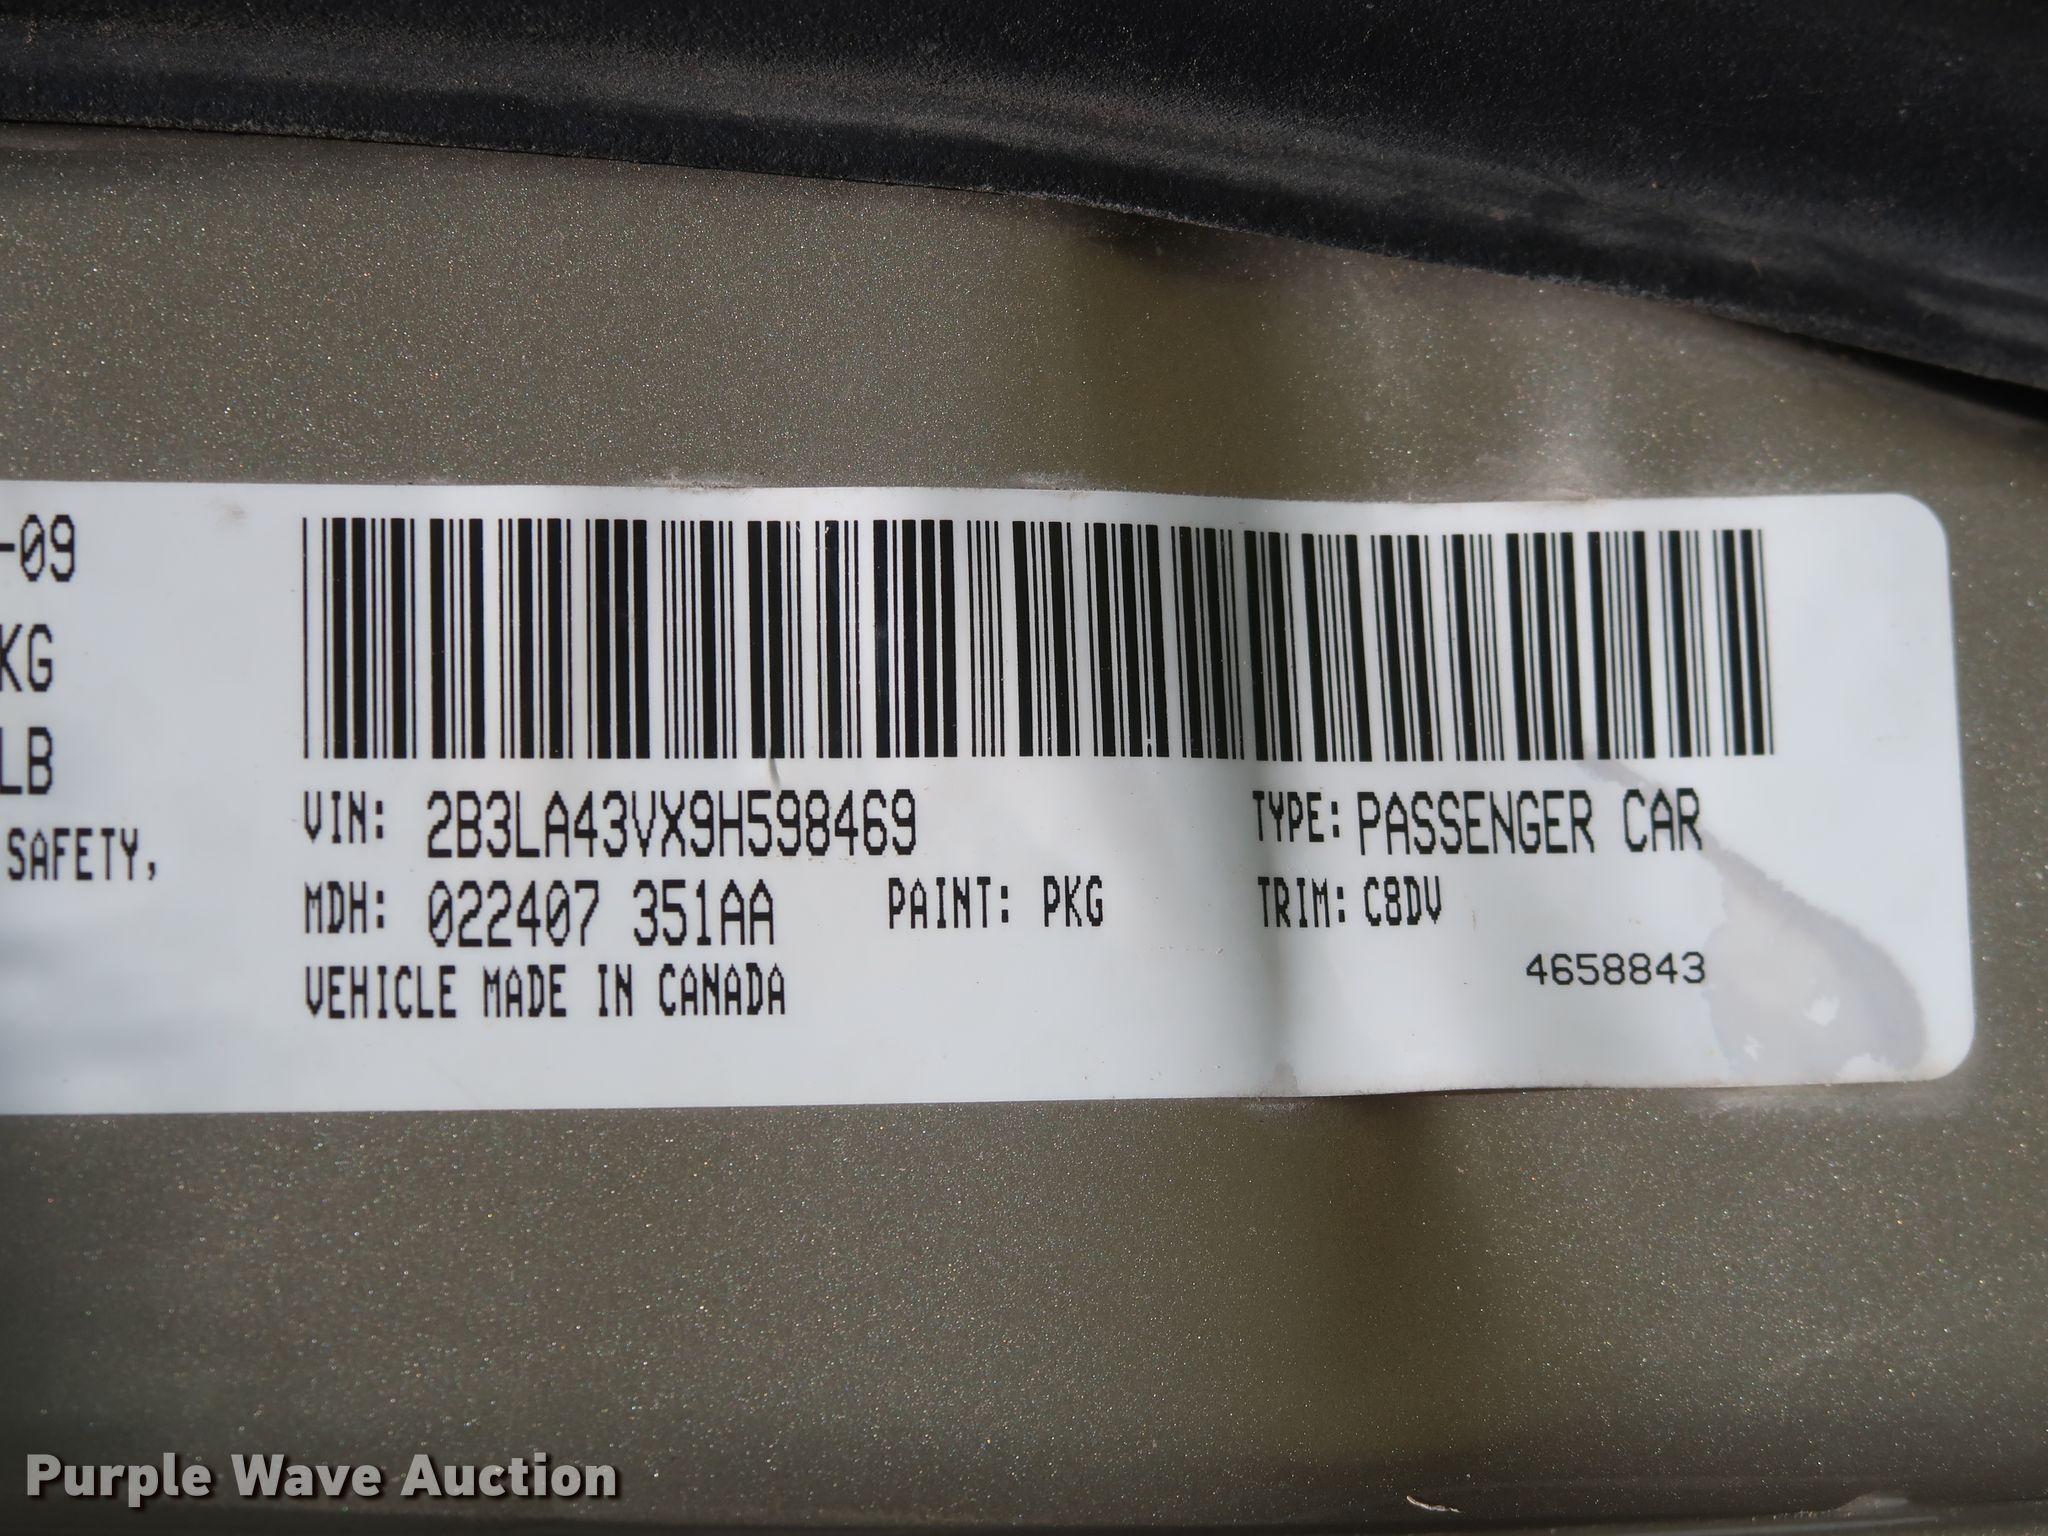 -09
KG
LB
SAFETY,
VIN: 2B3LA43VX9H598469
TYPE: PASSENGER CAR
MDH: 022407 351AA
PAINT: PKG
TRIM: C8DV
VEHICLE MADE IN CANADA
4658843
Purple Wave Auction